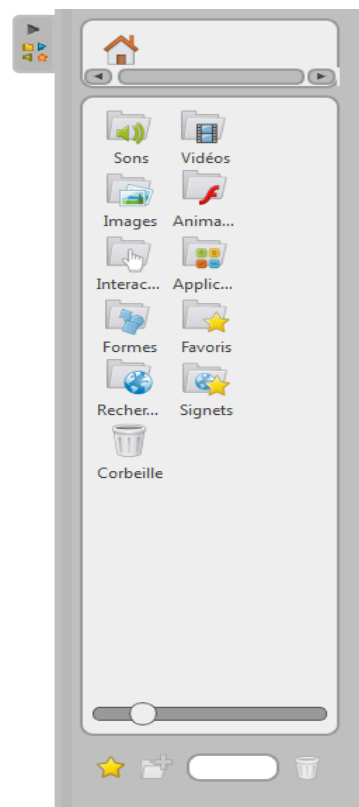 Sons Vidéos
Images Anima...
Interac... Applic...
Formes Favoris
Recher... Signets
Corbeille